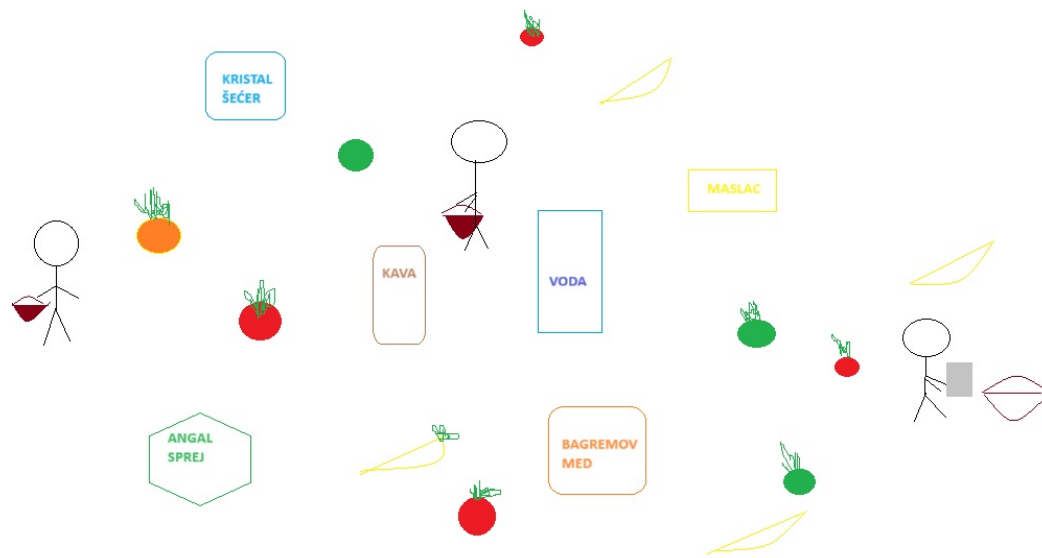 KRISTAL
ŠEĆER
MASLAC
KAVA
VODA
ANGAL
SPREJ
BAGREMOV
MED